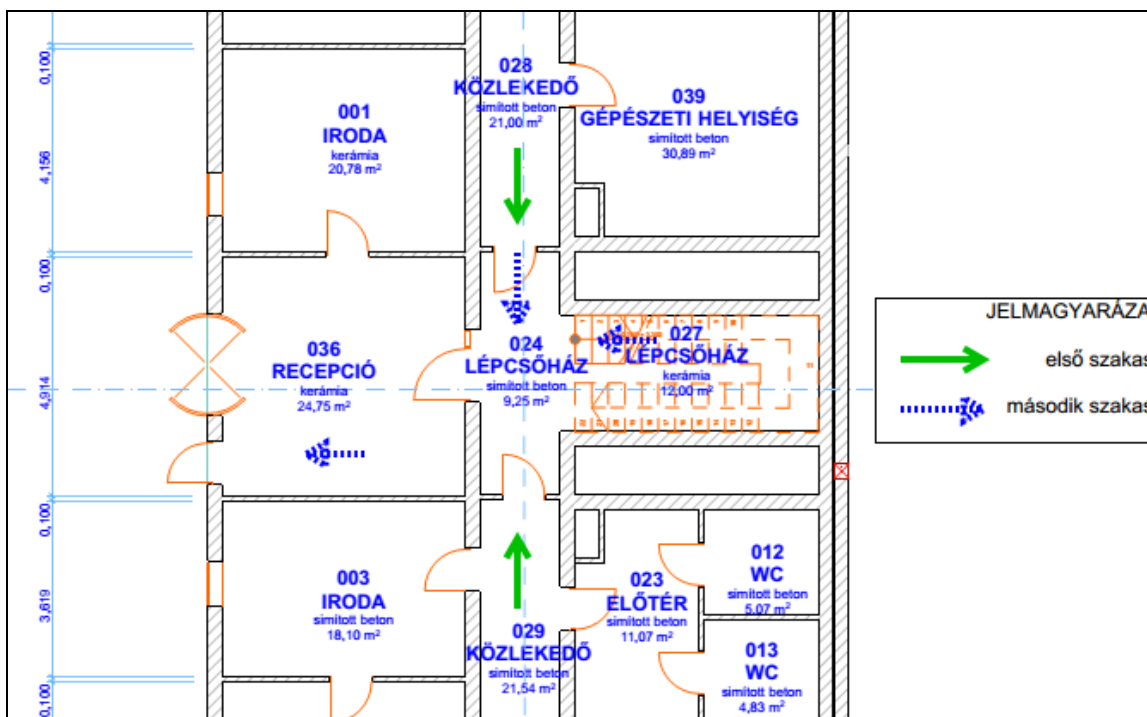 0,100
4,156
0,100
4,914
0,100
3,619
0,100
001
IRODA
kerámia
20,78 m²
028
KÖZLEKEDŐ
simított beton
21,00 m²
039
GÉPÉSZETI HELYISÉG
simított beton
30,89 m²
036
RECEPCIÓ
kerámia
24,75 m²
024
LÉPCSŐHÁZ
simított beton
9,25 m²
027
LÉPCSŐHÁZ
kerámia
12,00 m²
003
IRODA
simított beton
18,10 m²
029
KÖZLEKEDŐ
simított beton
21,54 m²
023
ELŐTÉR
simított beton
11,07 m²
012
WC
simított beton
5,07 m²
013
WC
simított beton
4,83 m²
JELMAGYARÁZA
első szakas
második szakas